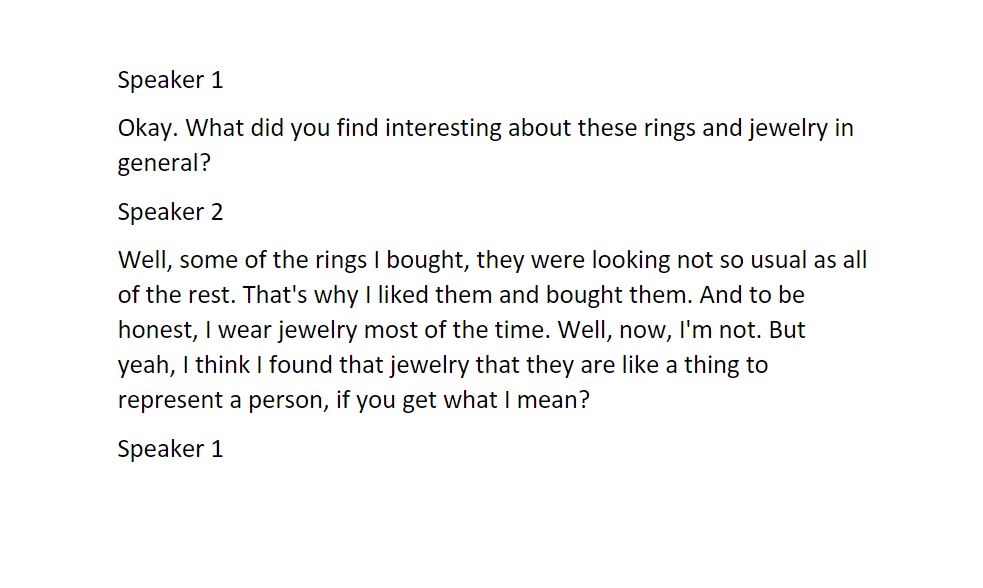 Speaker 1
Okay. What did you find interesting about these rings and jewelry in
general?
Speaker 2
Well, some of the rings I bought, they were looking not so usual as all
of the rest. That's why I liked them and bought them. And to be
honest, I wear jewelry most of the time. Well, now, I'm not. But
yeah, I think I found that jewelry that they are like a thing to
represent a person, if you get what I mean?
Speaker 1